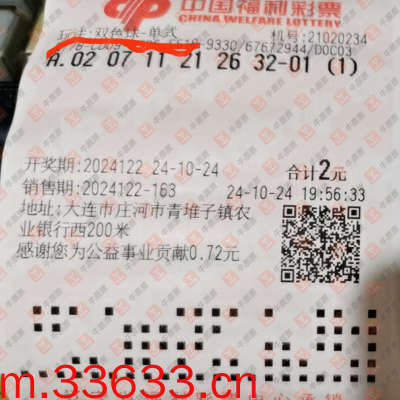 中国福利彩票
CHINA WELFARE LOTTERY
玩法:双色球-单式
机号:21020234
9330/67672944/D0C03
A.02 07 11 21 26 32-01 (1)
开奖期:2024122 24-10-24
合计2元
销售期:2024122-163
24-10-24 19:56:33
地址:大连市庄河市青堆子镇农
业银行西200米
感谢您为公益事业贡献0.72元
m.33633.cn